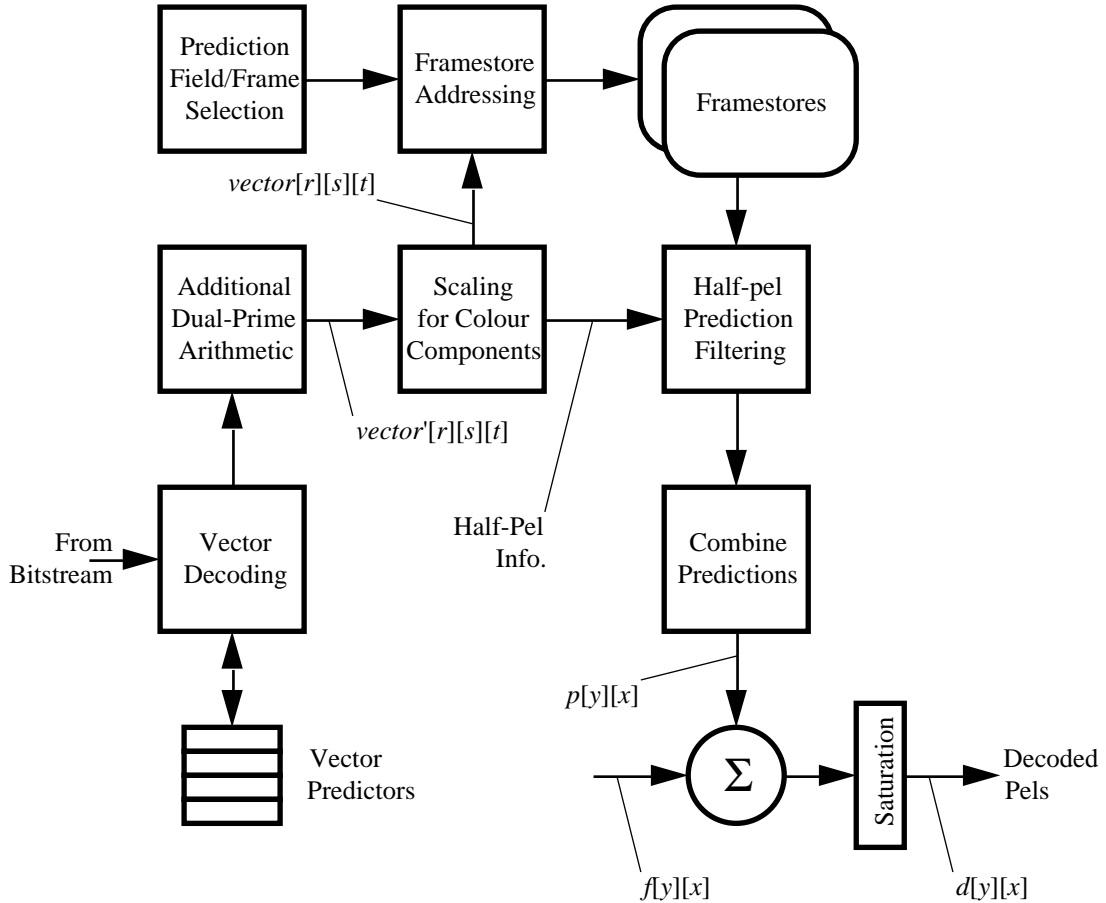 Prediction
Field/Frame
Selection
Framestore
Addressing
Framestores
vector[r][s][t]
Additional
Dual-Prime
Arithmetic
Scaling
for Colour
Components
Half-pel
Prediction
Filtering
vector'[r][s][t]
From
Bitstream
Vector
Decoding
Half-Pel
Info.
Combine
Predictions
p[y][x]
Vector
Predictors
Σ
Saturation
Decoded
Pels
f[y][x]
d[y][x]